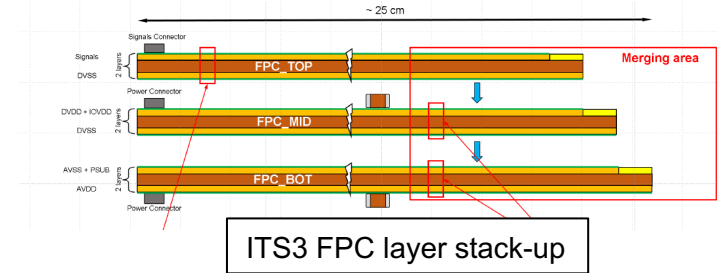 ~ 25 cm
Signals Connector
Merging area
Signals
2 layers
FPC_TOP
DVSS
Power Connector
DVDD + IOVDD
2 layers
FPC_MID
DVSS
AVSS + PSUB
2 layers
FPC_BOT
AVDD
Power Connector
ITS3 FPC layer stack-up